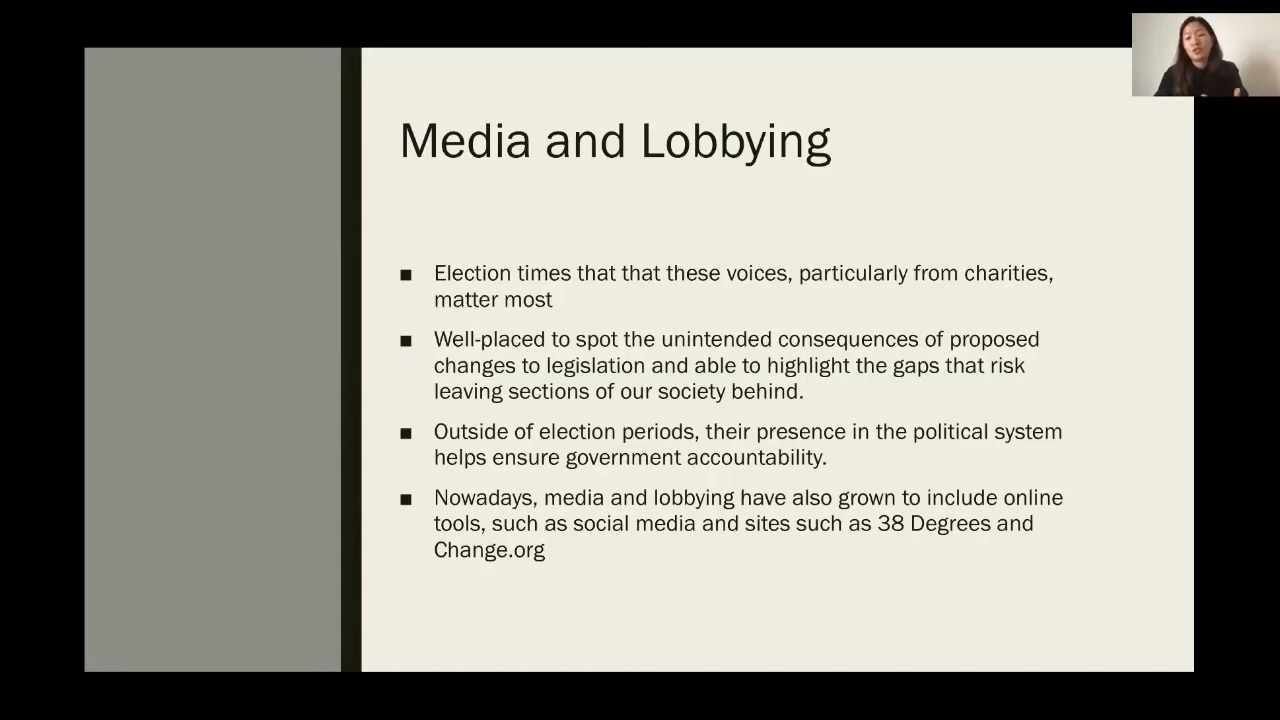 Media and Lobbying
Election times that that these voices, particularly from charities,
matter most
Well-placed to spot the unintended consequences of proposed
changes to legislation and able to highlight the gaps that risk
leaving sections of our society behind.
Outside of election periods, their presence in the political system
helps ensure government accountability.
Nowadays, media and lobbying have also grown to include online
tools, such as social media and sites such as 38 Degrees and
Change.org